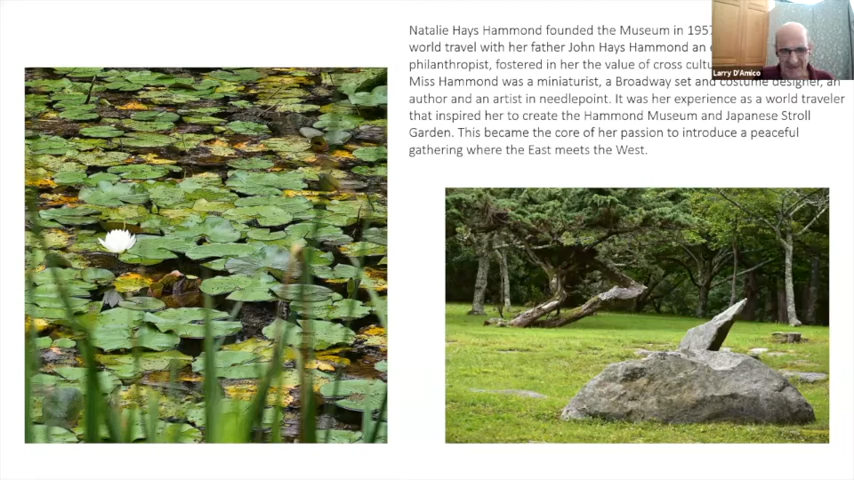 Natalie Hays Hammond founded the Museum in 1957
world travel with her father John Hays Hammond an
philanthropist, fostered in her the value of cross
Miss Hammond was a miniaturist, a Broadway set and costume designer, an
author and an artist in needlepoint. It was her experience as a world traveler
that inspired her to create the Hammond Museum and Japanese Stroll
Garden. This became the core of her passion to introduce a peaceful
gathering where the East meets the West.
Larry D'Amico